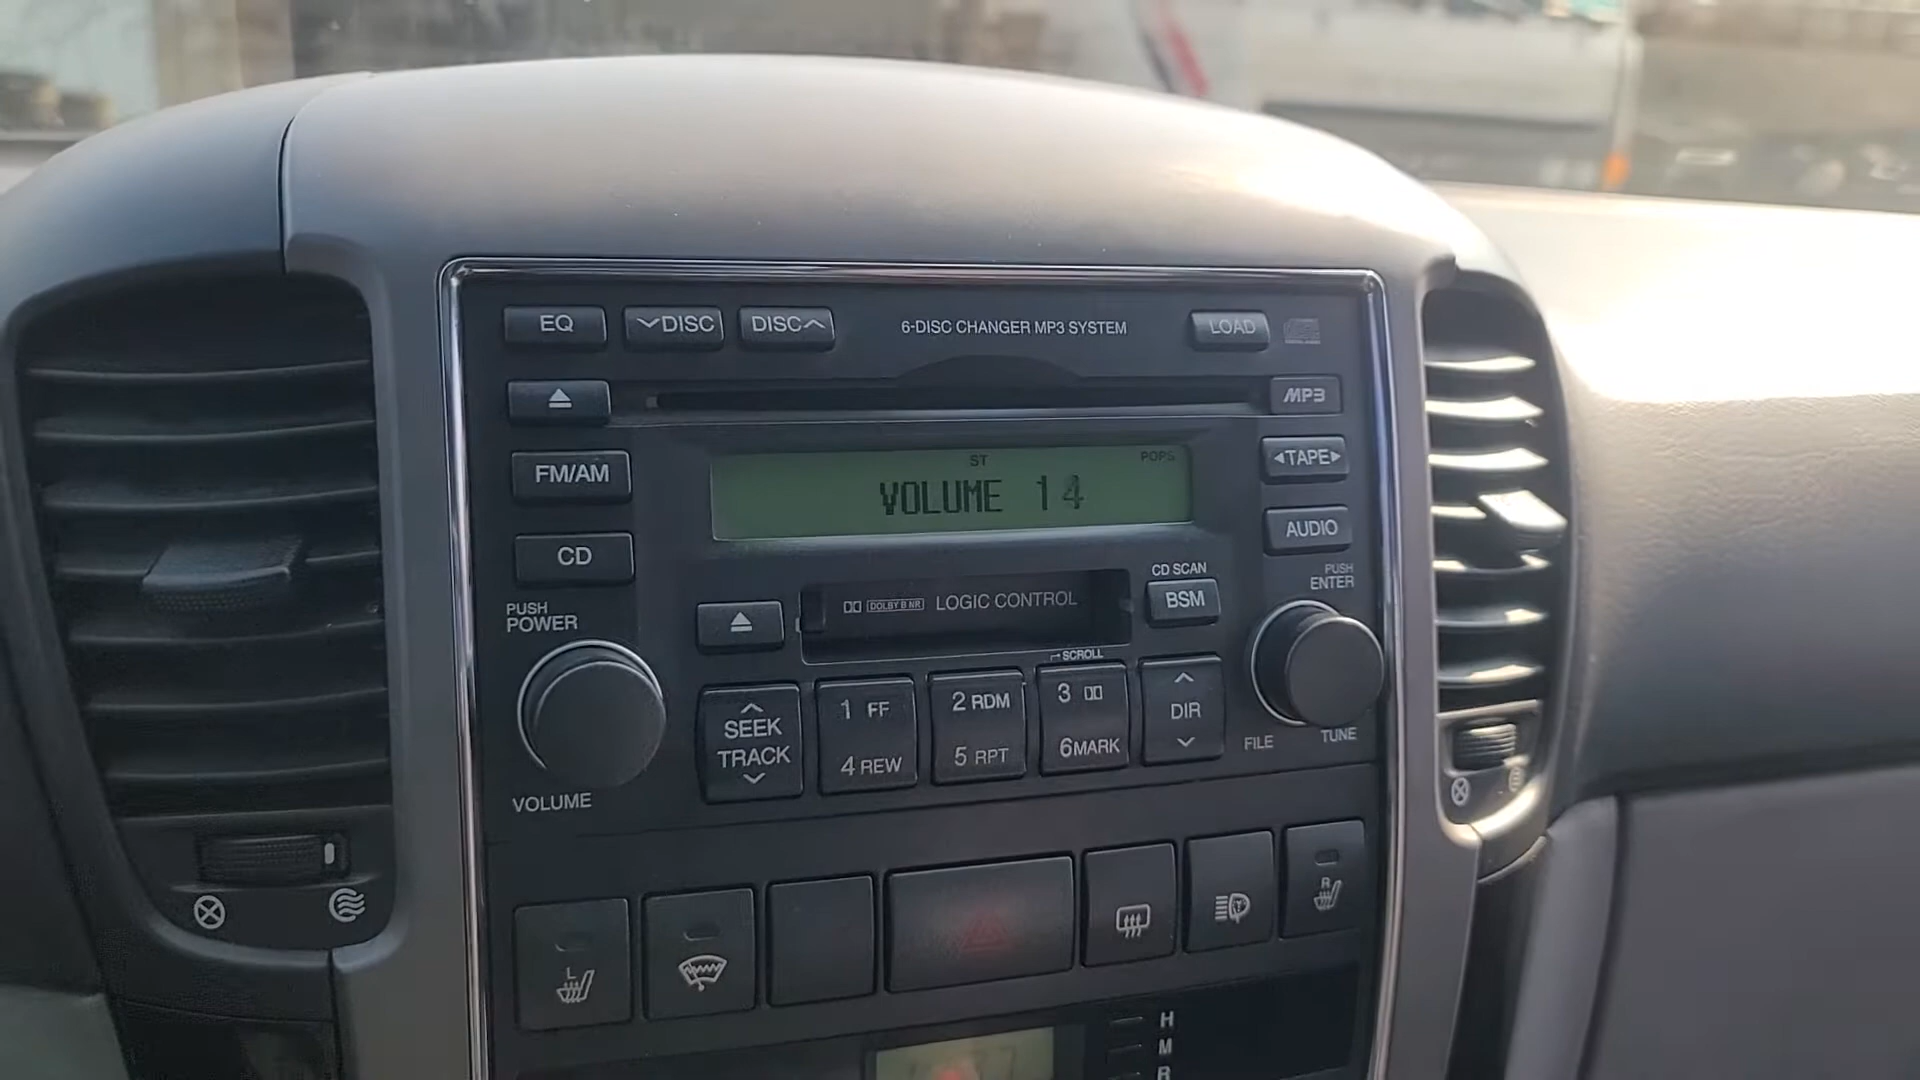 EQ
DISC
DISC
6-DISC CHANGER MP3 SYSTEM
LOAD
MP3
ST
POPS
FM/AM
VOLUME 14
TAPE
AUDIO
CD
CD SCAN
PUSH
ENTER
PUSH
POWER
DOLBY B NR
LOGIC CONTROL
BSM
SCROLL
SEEK
TRACK
1 FF
4 REW
2 RDM
5 RPT
3
6MARK
DIR
FILE
TUNE
VOLUME
L
R
H
M
R